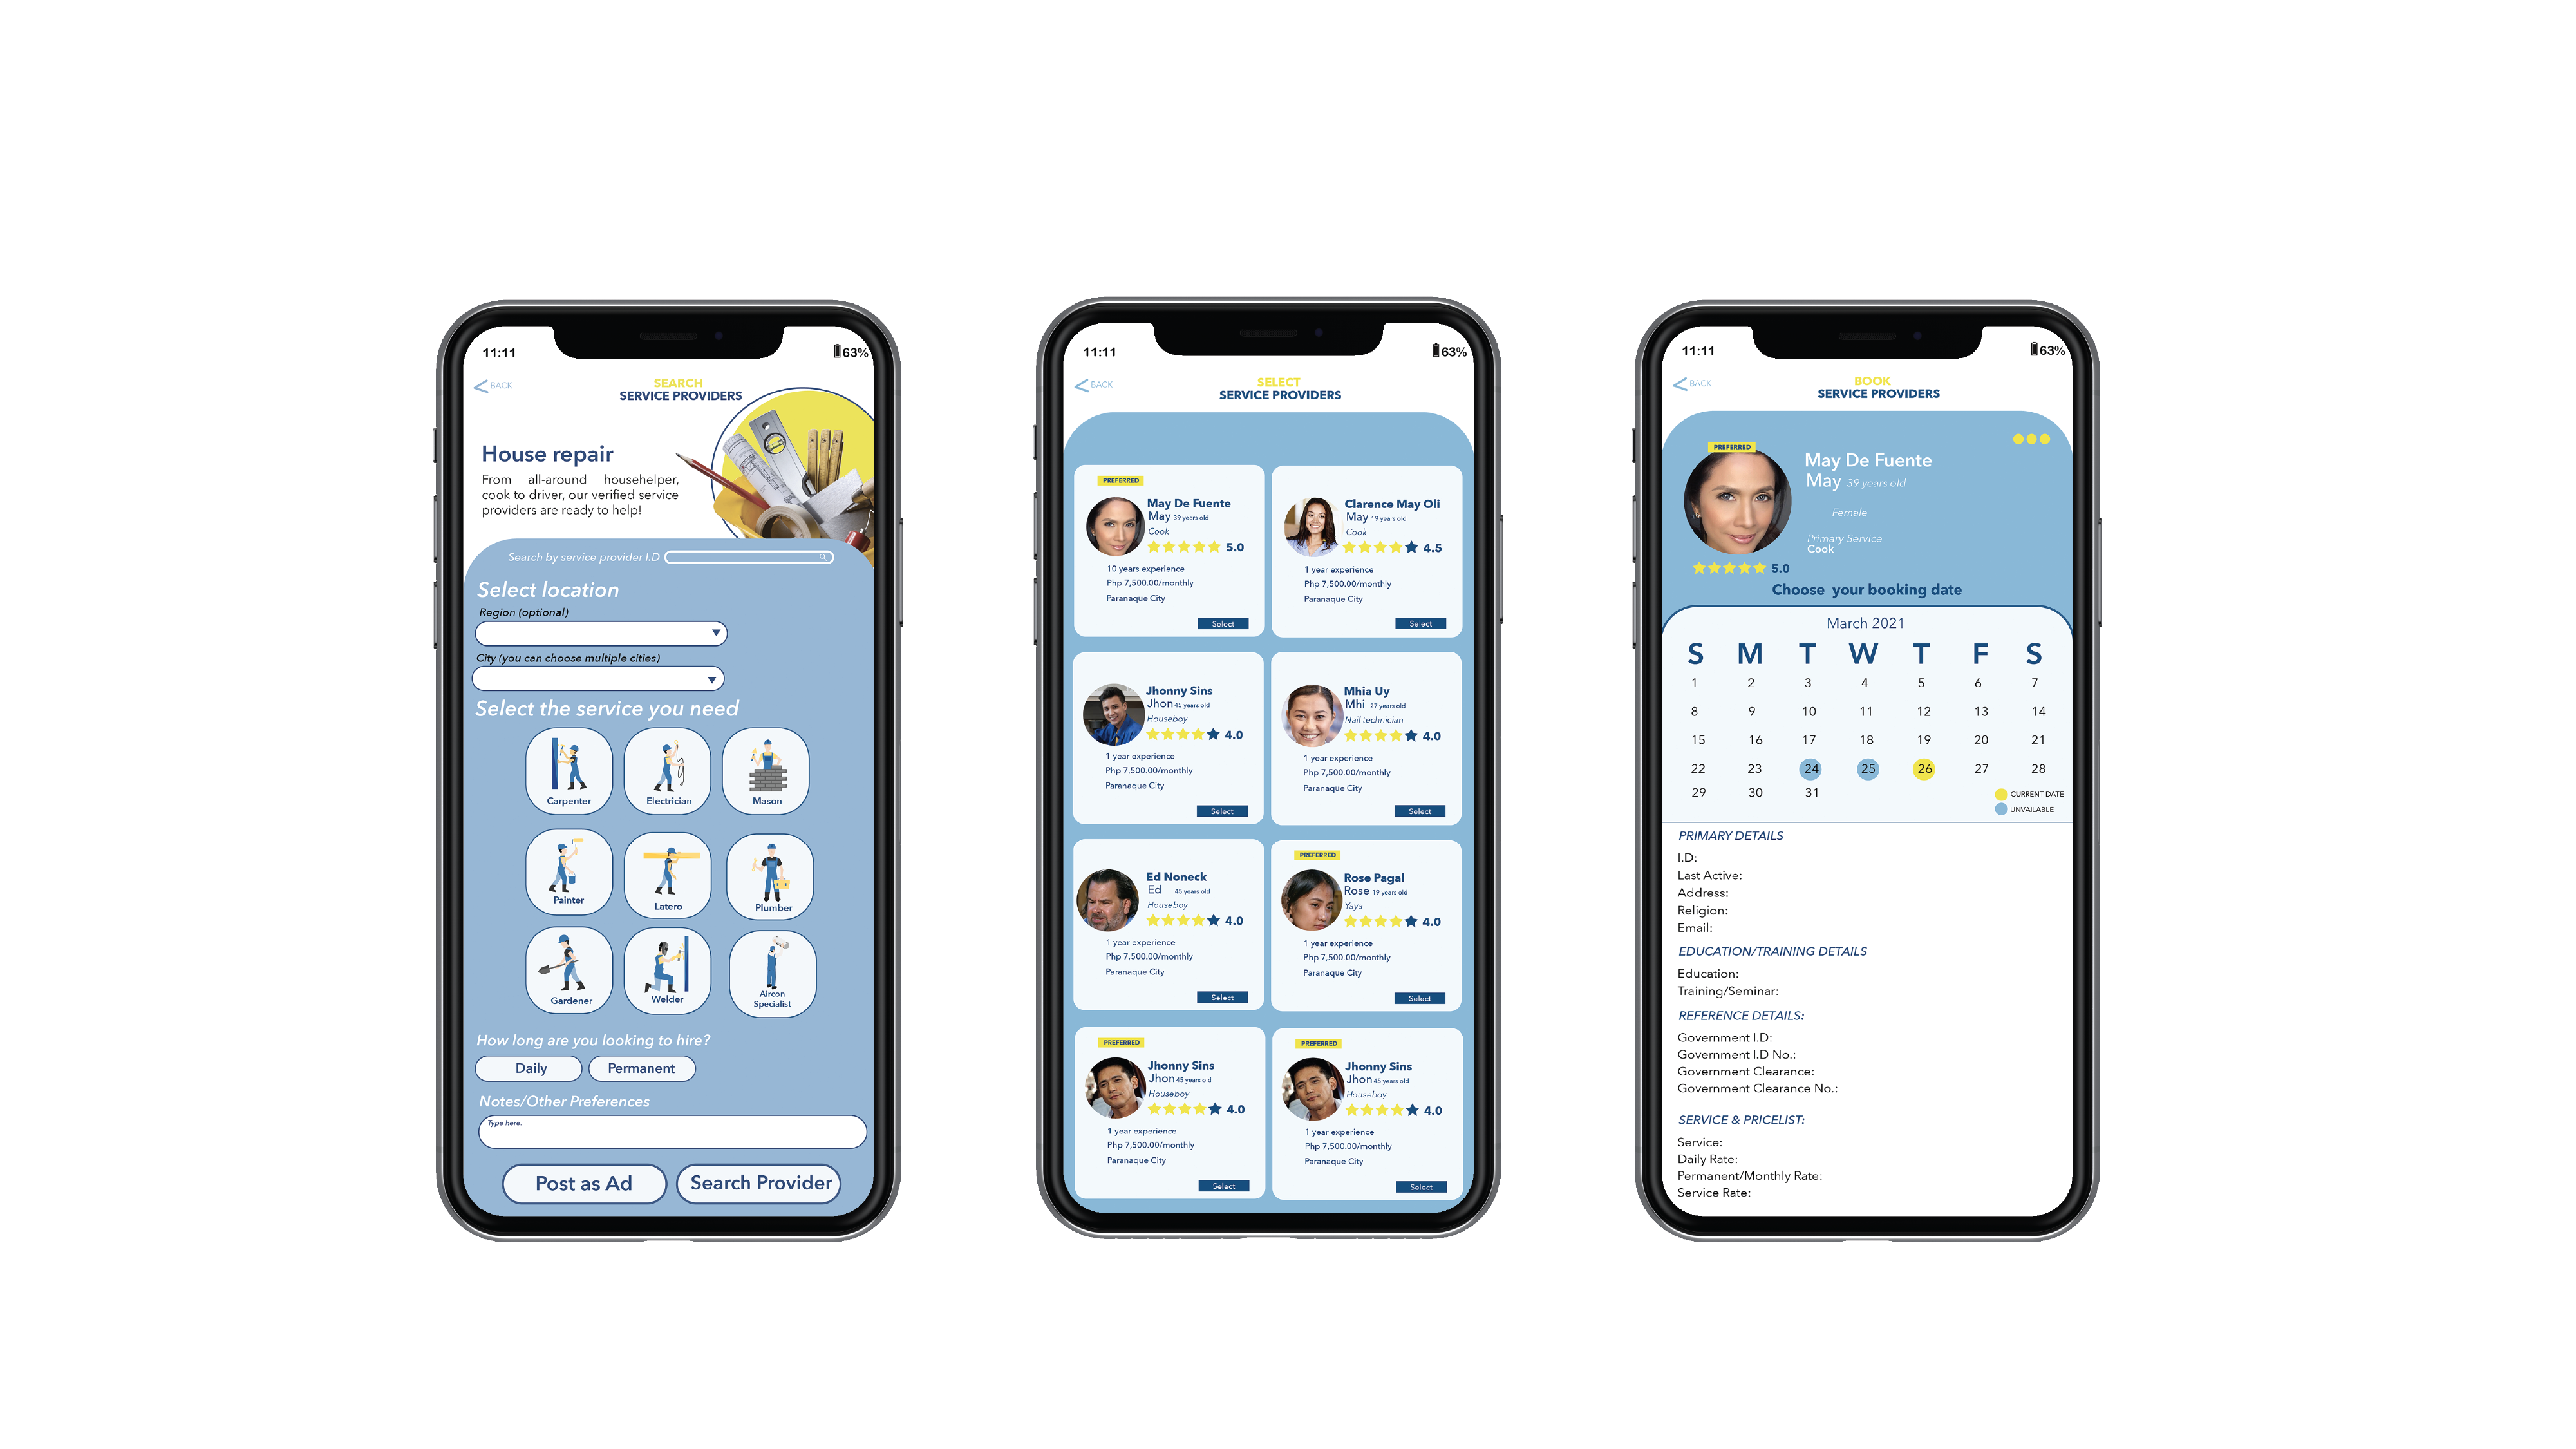 11:11
63%
BACK
SEARCH
SERVICE PROVIDERS
House repair
From all-around househelper,
cook to driver, our verified service
providers are ready to help!
Search by service provider I.D
Select location
Region (optional)
City (you can choose multiple cities)
Select the service you need
Carpenter
Electrician
Mason
Painter
Latero
Plumber
Gardener
Welder
Aircon
Specialist
How long are you looking to hire?
Daily
Permanent
Notes/Other Preferences
Type here.
Post as Ad
Search Provider
11:11
63%
BACK
SELECT
SERVICE PROVIDERS
PREFERRED
May De Fuente
May 39 years old
Cook
5.0
10 years experience
Php 7,500.00/monthly
Paranaque City
Select
Clarence May Oli
May 19 years old
Cook
4.5
1 year experience
Php 7,500.00/monthly
Paranaque City
Select
Jhonny Sins
Jhon 45 years old
Houseboy
4.0
1 year experience
Php 7,500.00/monthly
Paranaque City
Select
Mhia Uy
Mhi 27 years old
Nail technician
4.0
1 year experience
Php 7,500.00/monthly
Paranaque City
Select
Ed Noneck
Ed 45 years old
Houseboy
4.0
1 year experience
Php 7,500.00/monthly
Paranaque City
Select
PREFERRED
Rose Pagal
Rose 19 years old
Yaya
4.0
1 year experience
Php 7,500.00/monthly
Paranaque City
Select
PREFERRED
Jhonny Sins
Jhon 45 years old
Houseboy
4.0
1 year experience
Php 7,500.00/monthly
Paranaque City
Select
PREFERRED
Jhonny Sins
Jhon 45 years old
Houseboy
4.0
1 year experience
Php 7,500.00/monthly
Paranaque City
Select
11:11
63%
BACK
BOOK
SERVICE PROVIDERS
PREFERRED
May De Fuente
May 39 years old
Female
Primary Service
Cook
5.0
Choose your booking date
March 2021
S M T W T F S
1 2 3 4 5 6 7
8 9 10 11 12 13 14
15 16 17 18 19 20 21
22 23 24 25 26 27 28
29 30 31
CURRENT DATE
UNVAILABLE
PRIMARY DETAILS
I.D:
Last Active:
Address:
Religion:
Email:
EDUCATION/TRAINING DETAILS
Education:
Training/Seminar:
REFERENCE DETAILS:
Government I.D:
Government I.D No.:
Government Clearance:
Government Clearance No.:
SERVICE & PRICELIST:
Service:
Daily Rate:
Permanent/Monthly Rate:
Service Rate: